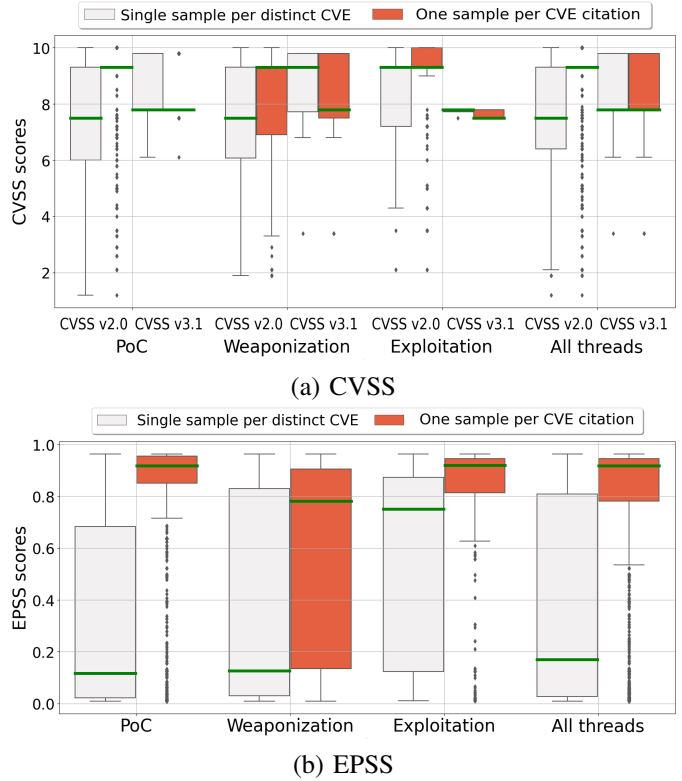 Single sample per distinct CVE One sample per CVE citation
10
8
6
4
2
CVSS scores
CVSS v2.0 CVSS v3.1 CVSS v2.0 CVSS v3.1 CVSS v2.0 CVSS v3.1 CVSS v2.0 CVSS v3.1
PoC Weaponization Exploitation All threads
(a) CVSS
Single sample per distinct CVE One sample per CVE citation
1.0
0.8
0.6
0.4
0.2
0.0
EPSS scores
PoC Weaponization Exploitation All threads
(b) EPSS